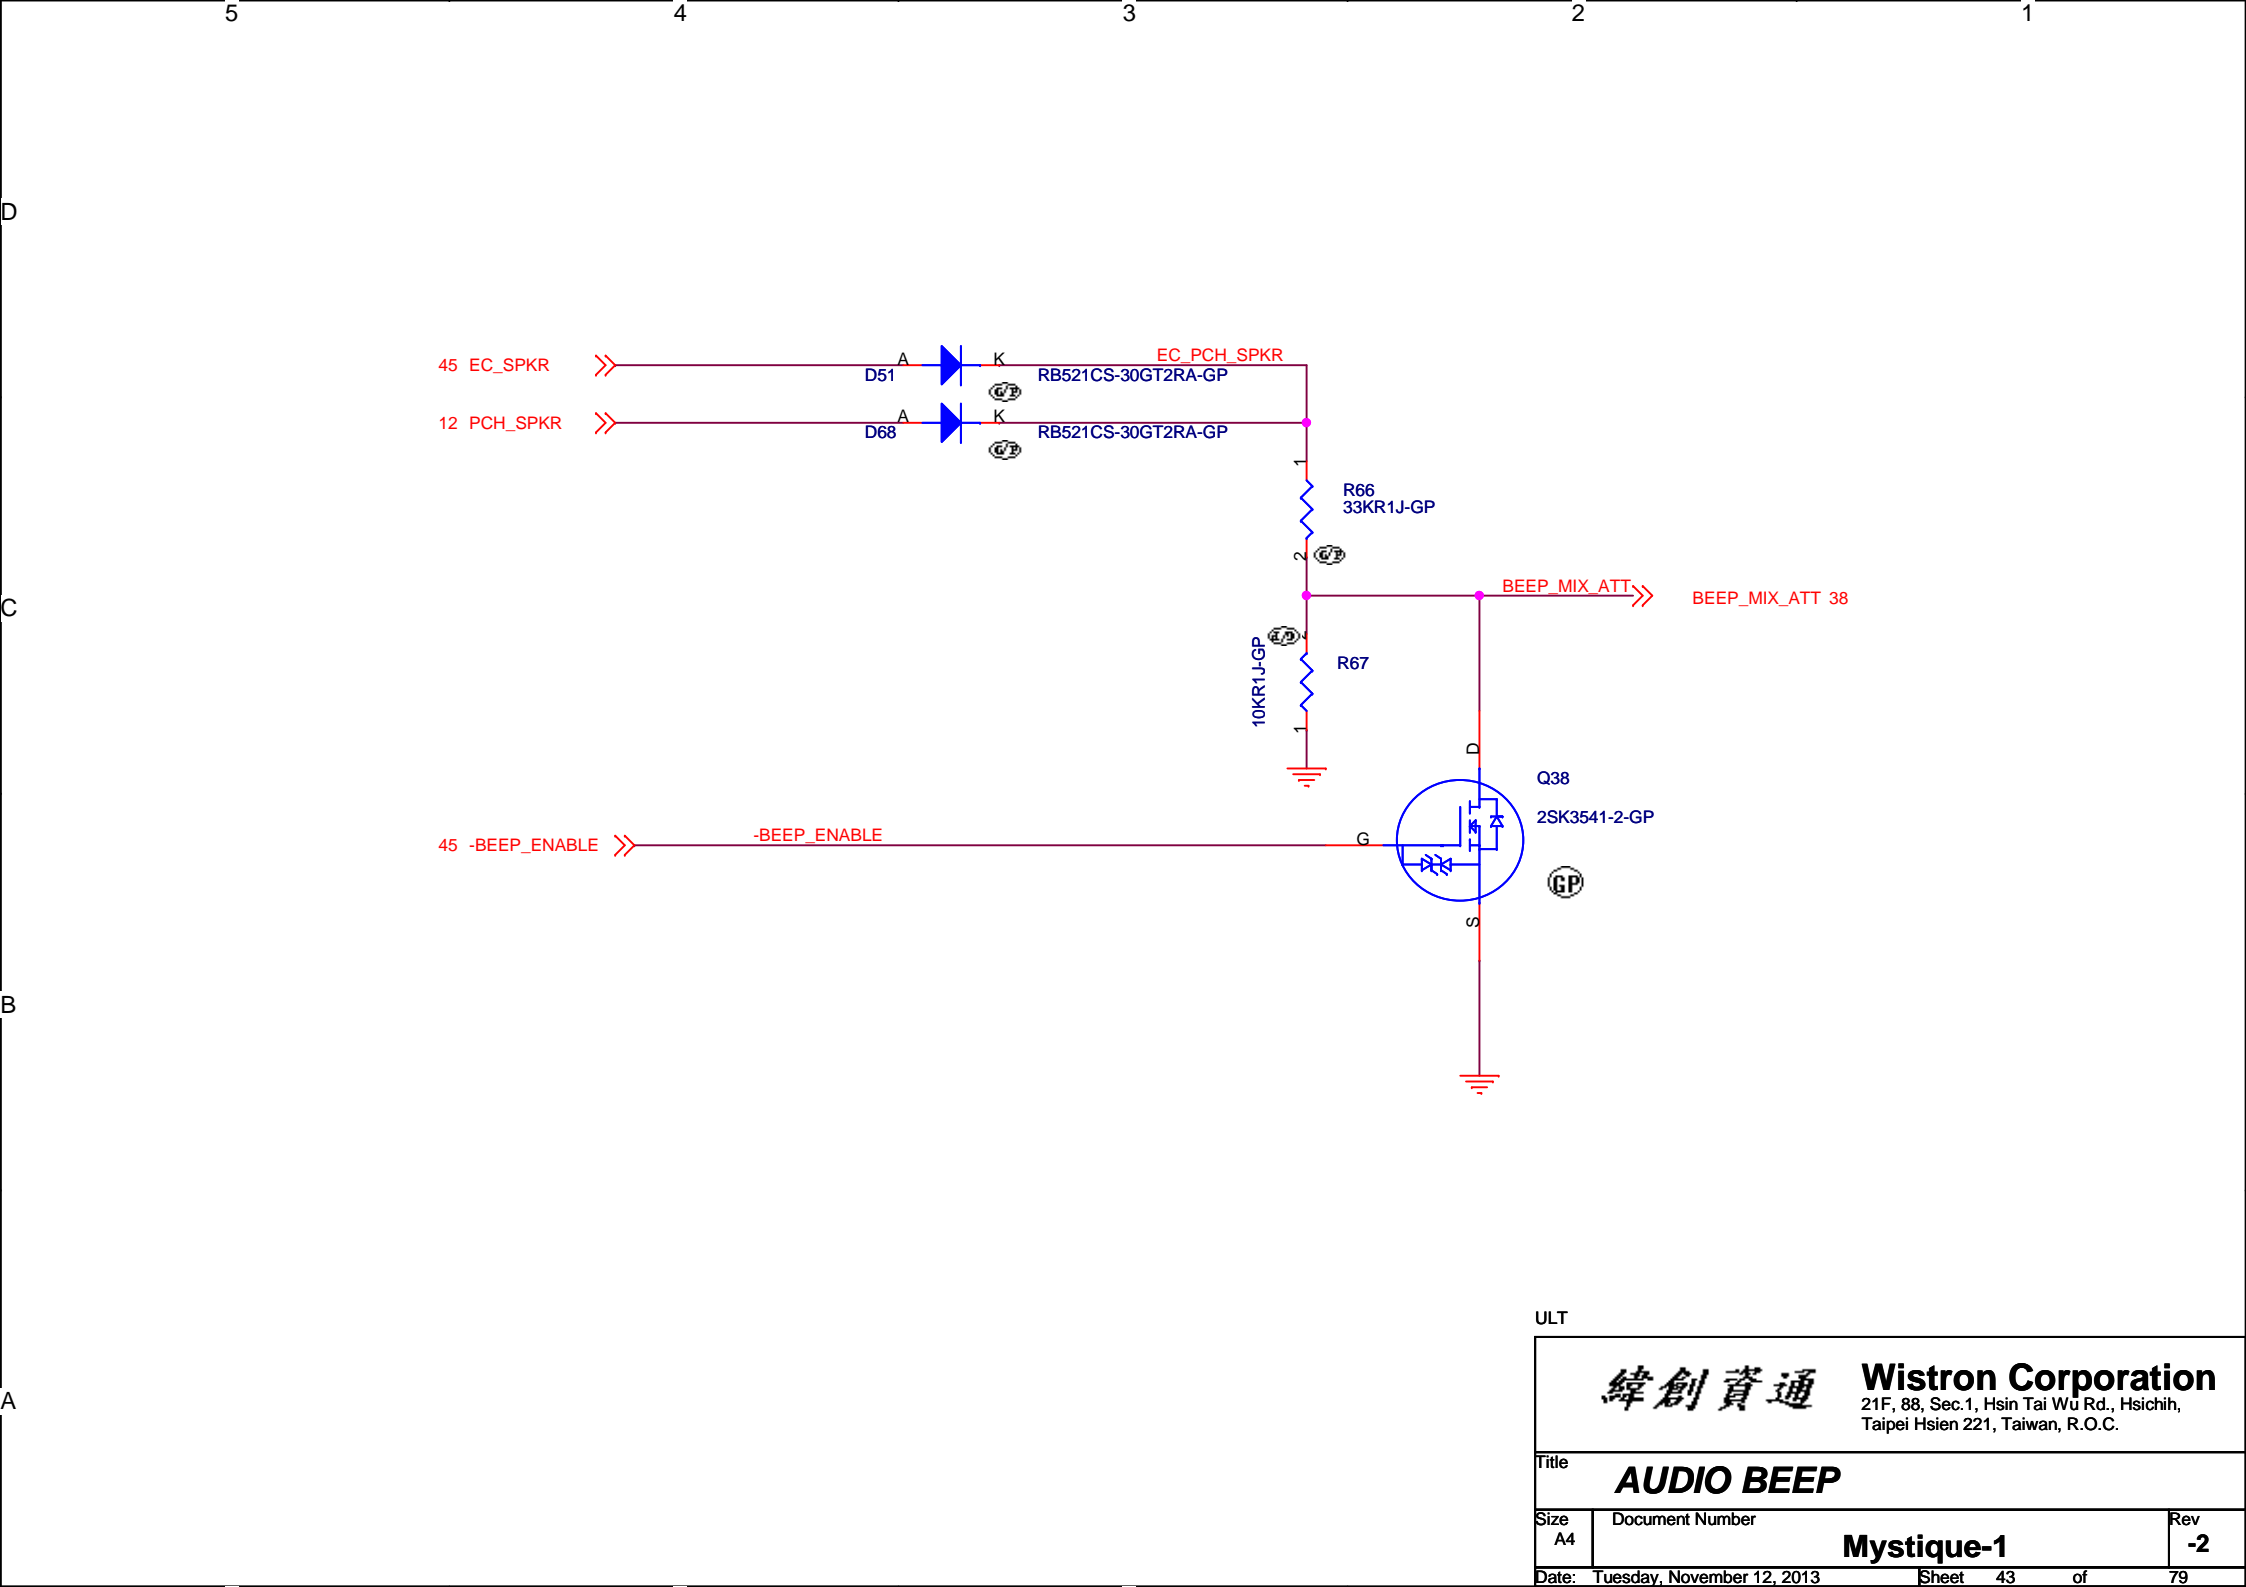 5 4 3 2 1
D
45 EC_SPKR
A
K
EC_PCH_SPKR
D51
RB521CS-30GT2RA-GP
G/P
12 PCH_SPKR
A
K
D68
RB521CS-30GT2RA-GP
G/P
1
R66
33KR1J-GP
2
G/P
C
BEEP_MIX_ATT
BEEP_MIX_ATT 38
G/P
2
10KR1J-GP
R67
1
D
Q38
2SK3541-2-GP
45 -BEEP_ENABLE
-BEEP_ENABLE
G
GP
S
B
A
ULT
緯創資通
Wistron Corporation
21F, 88, Sec.1, Hsin Tai Wu Rd., Hsichih,
Taipei Hsien 221, Taiwan, R.O.C.
Title
AUDIO BEEP
Size
A4
Document Number
Mystique-1
Rev
-2
Date: Tuesday, November 12, 2013
Sheet 43 of 79